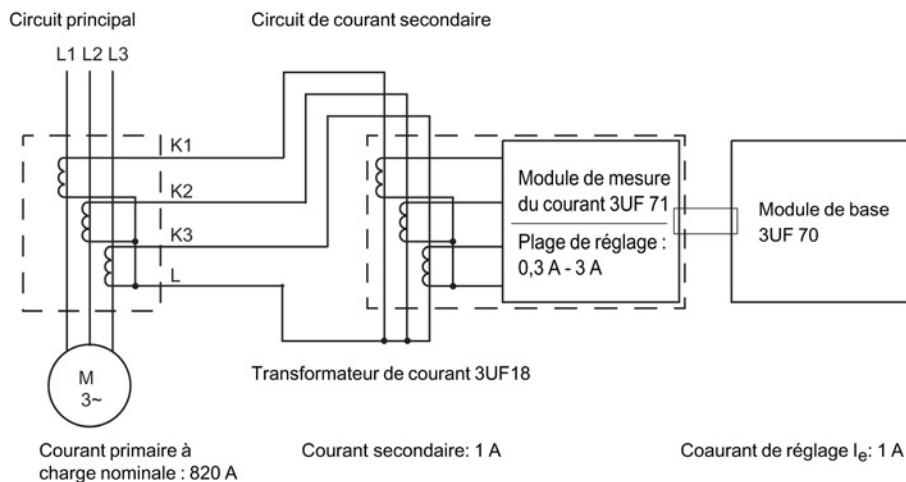 Circuit principal
Circuit de courant secondaire
L1 L2 L3
K1
K2
K3
L
Module de mesure
du courant 3UF 71
Plage de réglage :
0,3 A - 3 A
Module de base
3UF 70
M
3~
Transformateur de courant 3UF18
Courant primaire à
charge nominale : 820 A
Courant secondaire: 1 A
Coaurant de réglage Ie: 1 A